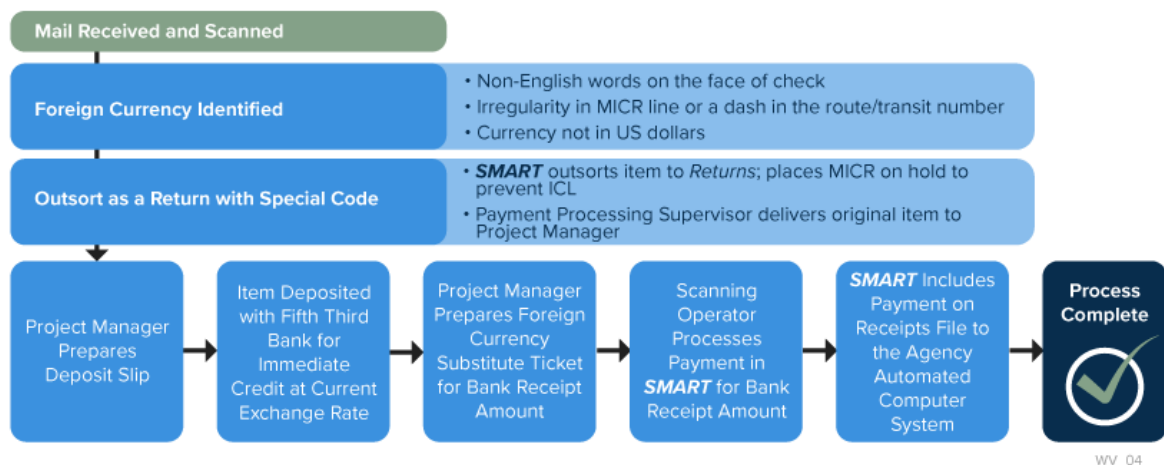 Mail Received and Scanned
Foreign Currency Identified
• Non-English words on the face of check
• Irregularity in MICR line or a dash in the route/transit number
• Currency not in US dollars
Outsort as a Return with Special Code
• SMART outsorts item to Returns; places MICR on hold to
prevent ICL
• Payment Processing Supervisor delivers original item to
Project Manager
Project Manager
Prepares
Deposit Slip
Item Deposited
with Fifth Third
Bank for
Immediate
Credit at Current
Exchange Rate
Project Manager
Prepares Foreign
Currency
Substitute Ticket
for Bank Receipt
Amount
Scanning
Operator
Processes
Payment in
SMART for Bank
Receipt Amount
SMART Includes
Payment on
Receipts File to
the Agency
Automated
Computer
System
Process
Complete
WV_04